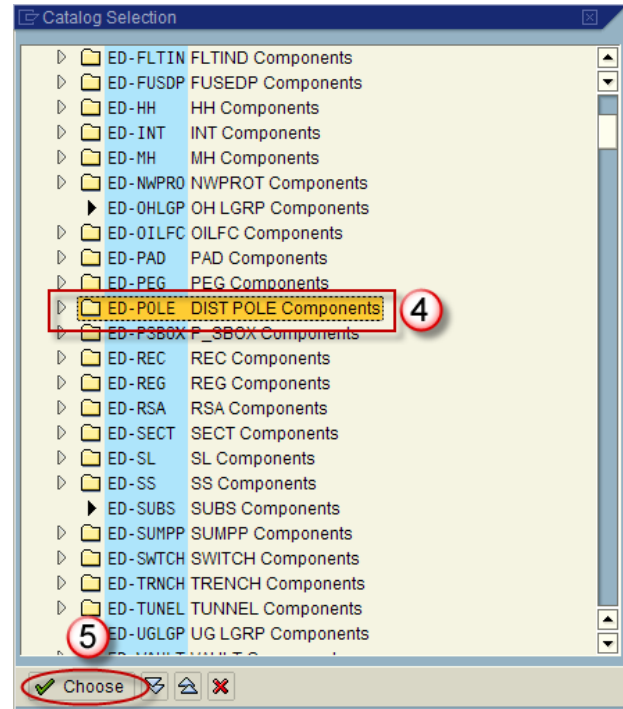 Catalog Selection
ED-FLTIN FLTIND Components
ED-FUSDP FUSEDP Components
ED-HH HH Components
ED-INT INT Components
ED-MH MH Components
ED-NWPRO NWPROT Components
ED-OHLGP OH LGRP Components
ED-OILFC OILFC Components
ED-PAD PAD Components
ED-PEG PEG Components
ED-POLE DIST POLE Components 4
ED-PSBOX P_SBOX Components
ED-REC REC Components
ED-REG REG Components
ED-RSA RSA Components
ED-SECT SECT Components
ED-SL SL Components
ED-SS SS Components
ED-SUBS SUBS Components
ED-SUMPP SUMPP Components
ED-SWTCH SWITCH Components
ED-TRNCH TRENCH Components
ED-TUNEL TUNNEL Components
5 ED-UGLGP UG LGRP Components
Choose